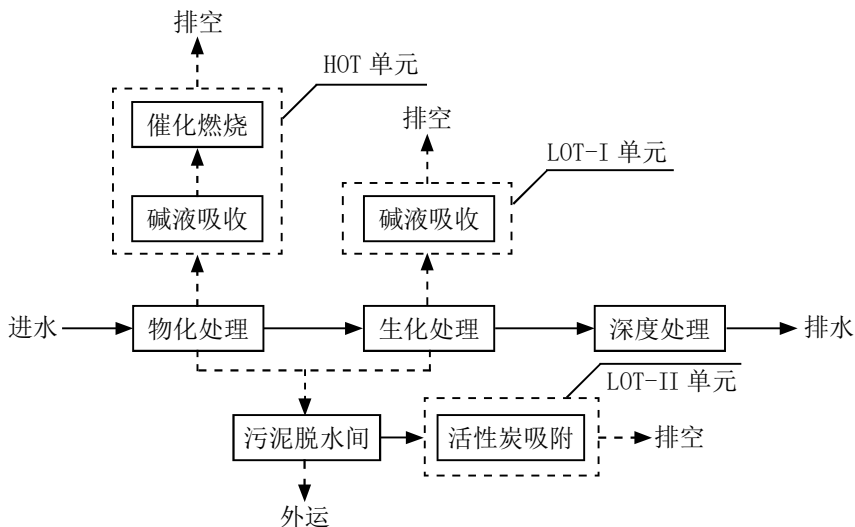 排空
HOT 单元
催化燃烧
排空
LOT-I 单元
碱液吸收
碱液吸收
进水
物化处理
生化处理
深度处理
排水
LOT-II 单元
污泥脱水间
活性炭吸附
排空
外运